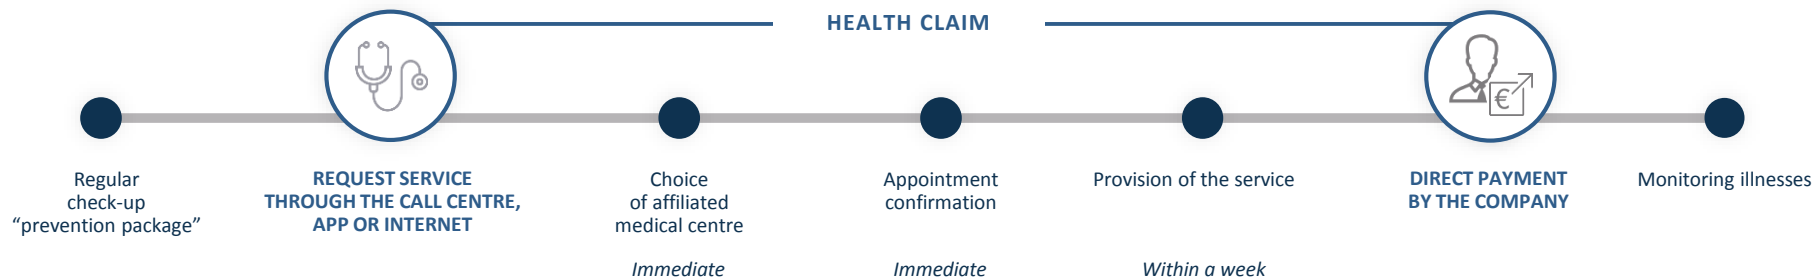 HEALTH CLAIM
€
Regular
check-up
“prevention package”
REQUEST SERVICE
THROUGH THE CALL CENTRE,
APP OR INTERNET
Choice
of affiliated
medical centre
Immediate
Appointment
confirmation
Immediate
Provision of the service
Within a week
DIRECT PAYMENT
BY THE COMPANY
Monitoring illnesses